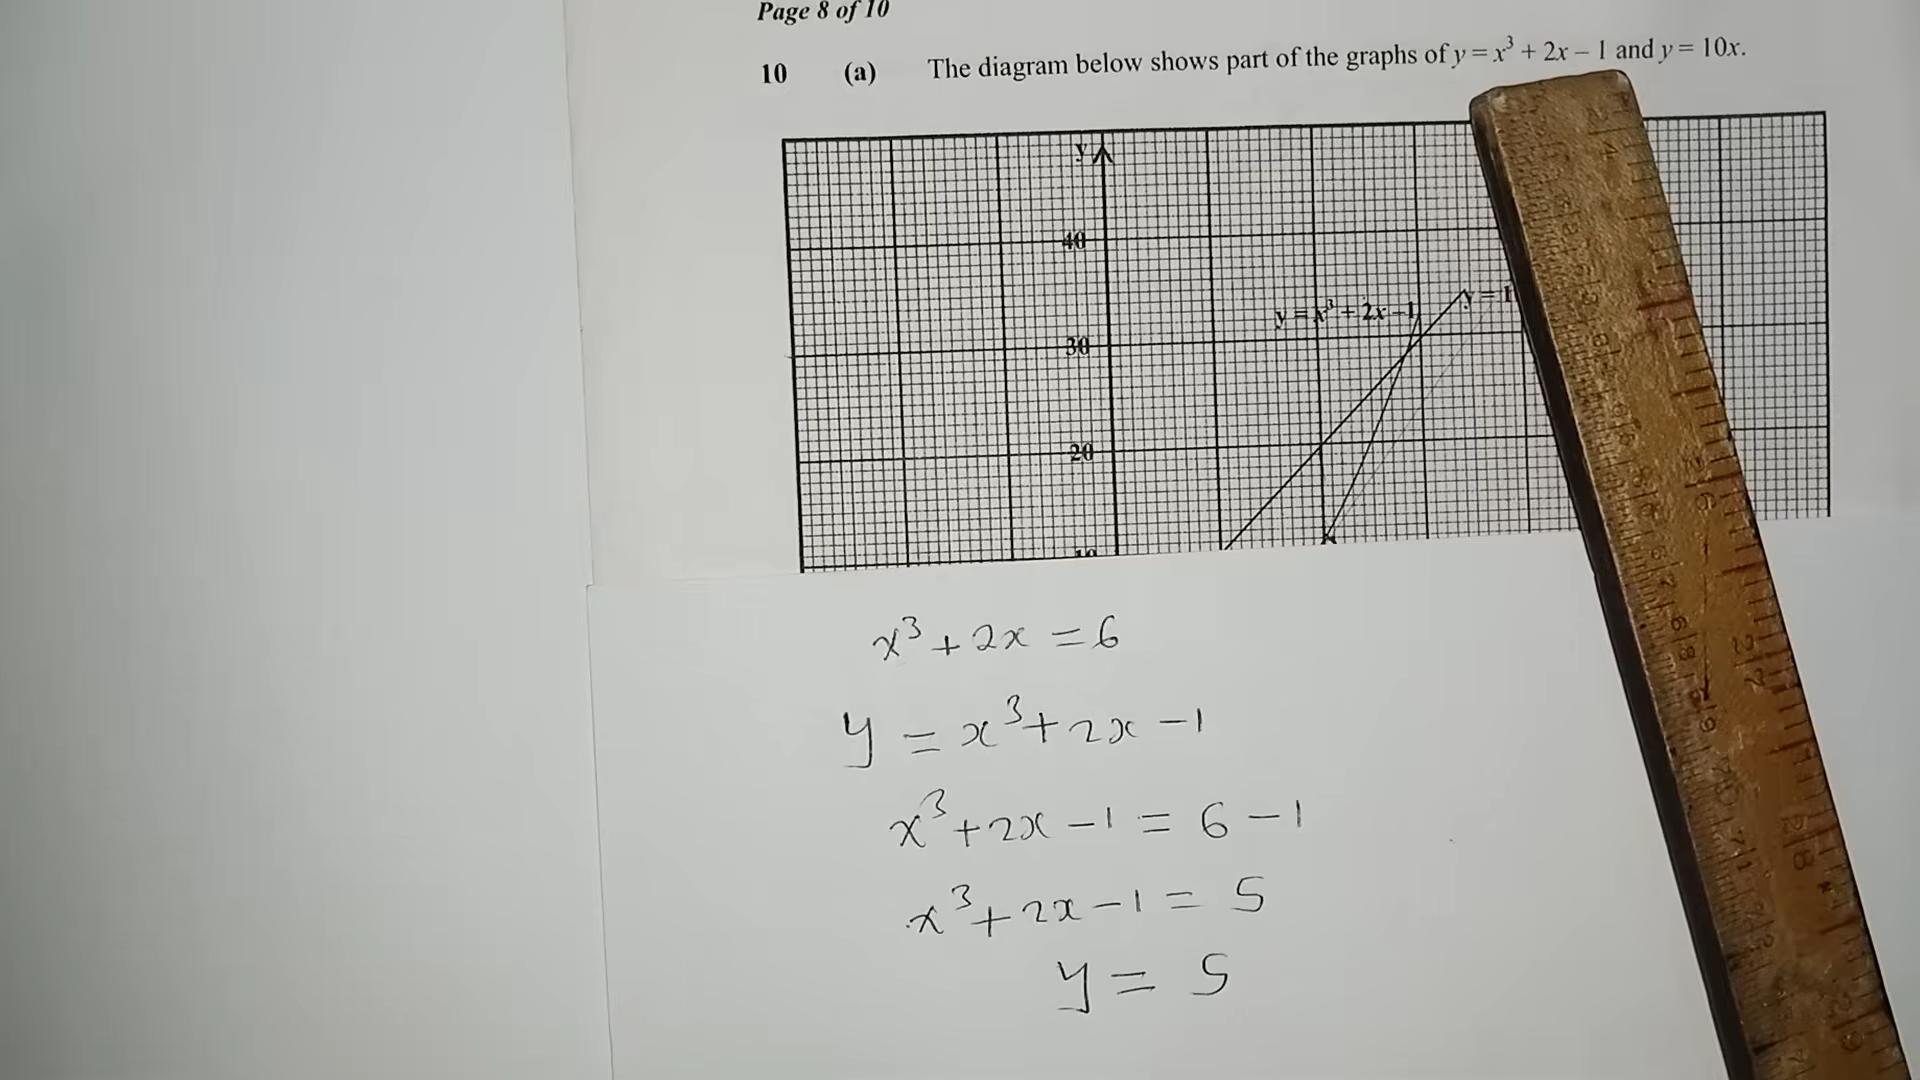 Page 8 of 10
10 (a) The diagram below shows part of the graphs of y = x³ + 2x – 1 and y = 10x.
y
40
y = x³ + 2x – 1
y = 1
30
20
10
x³ + 2x = 6
y = x³ + 2x – 1
x³ + 2x – 1 = 6 – 1
x³ + 2x – 1 = 5
y = 5